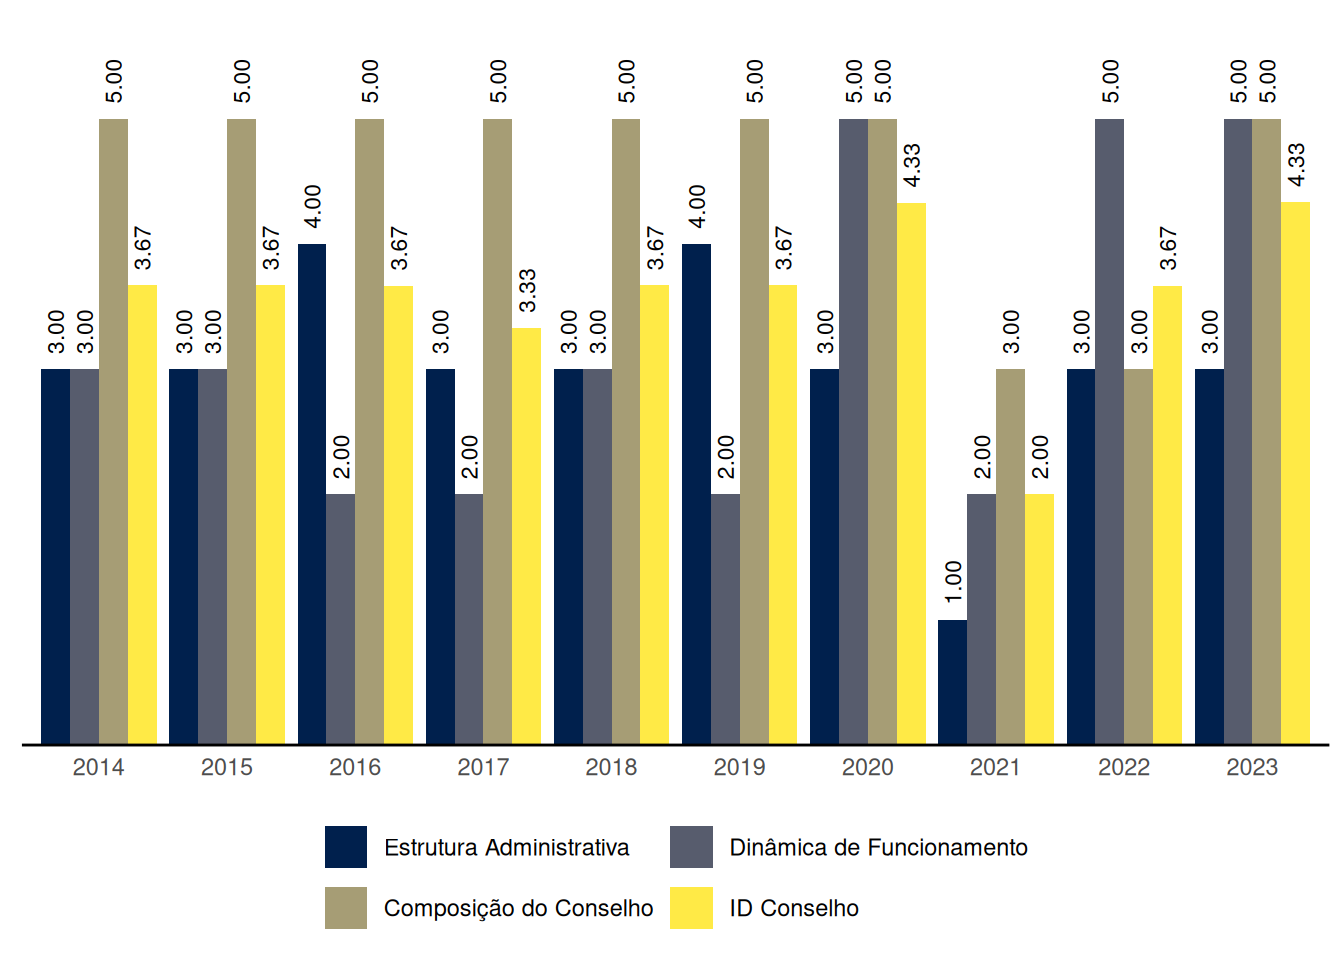 3.00 3.00 5.00 3.67 3.00 3.00 5.00 3.67 4.00 2.00 5.00 3.67 3.00 2.00 5.00 3.33 3.00 3.00 5.00 3.67 4.00 2.00 5.00 3.67 3.00 5.00 5.00 4.33 1.00 2.00 3.00 2.00 3.00 5.00 3.00 3.67 3.00 5.00 5.00 4.33
2014 2015 2016 2017 2018 2019 2020 2021 2022 2023
Estrutura Administrativa Dinâmica de Funcionamento
Composição do Conselho ID Conselho